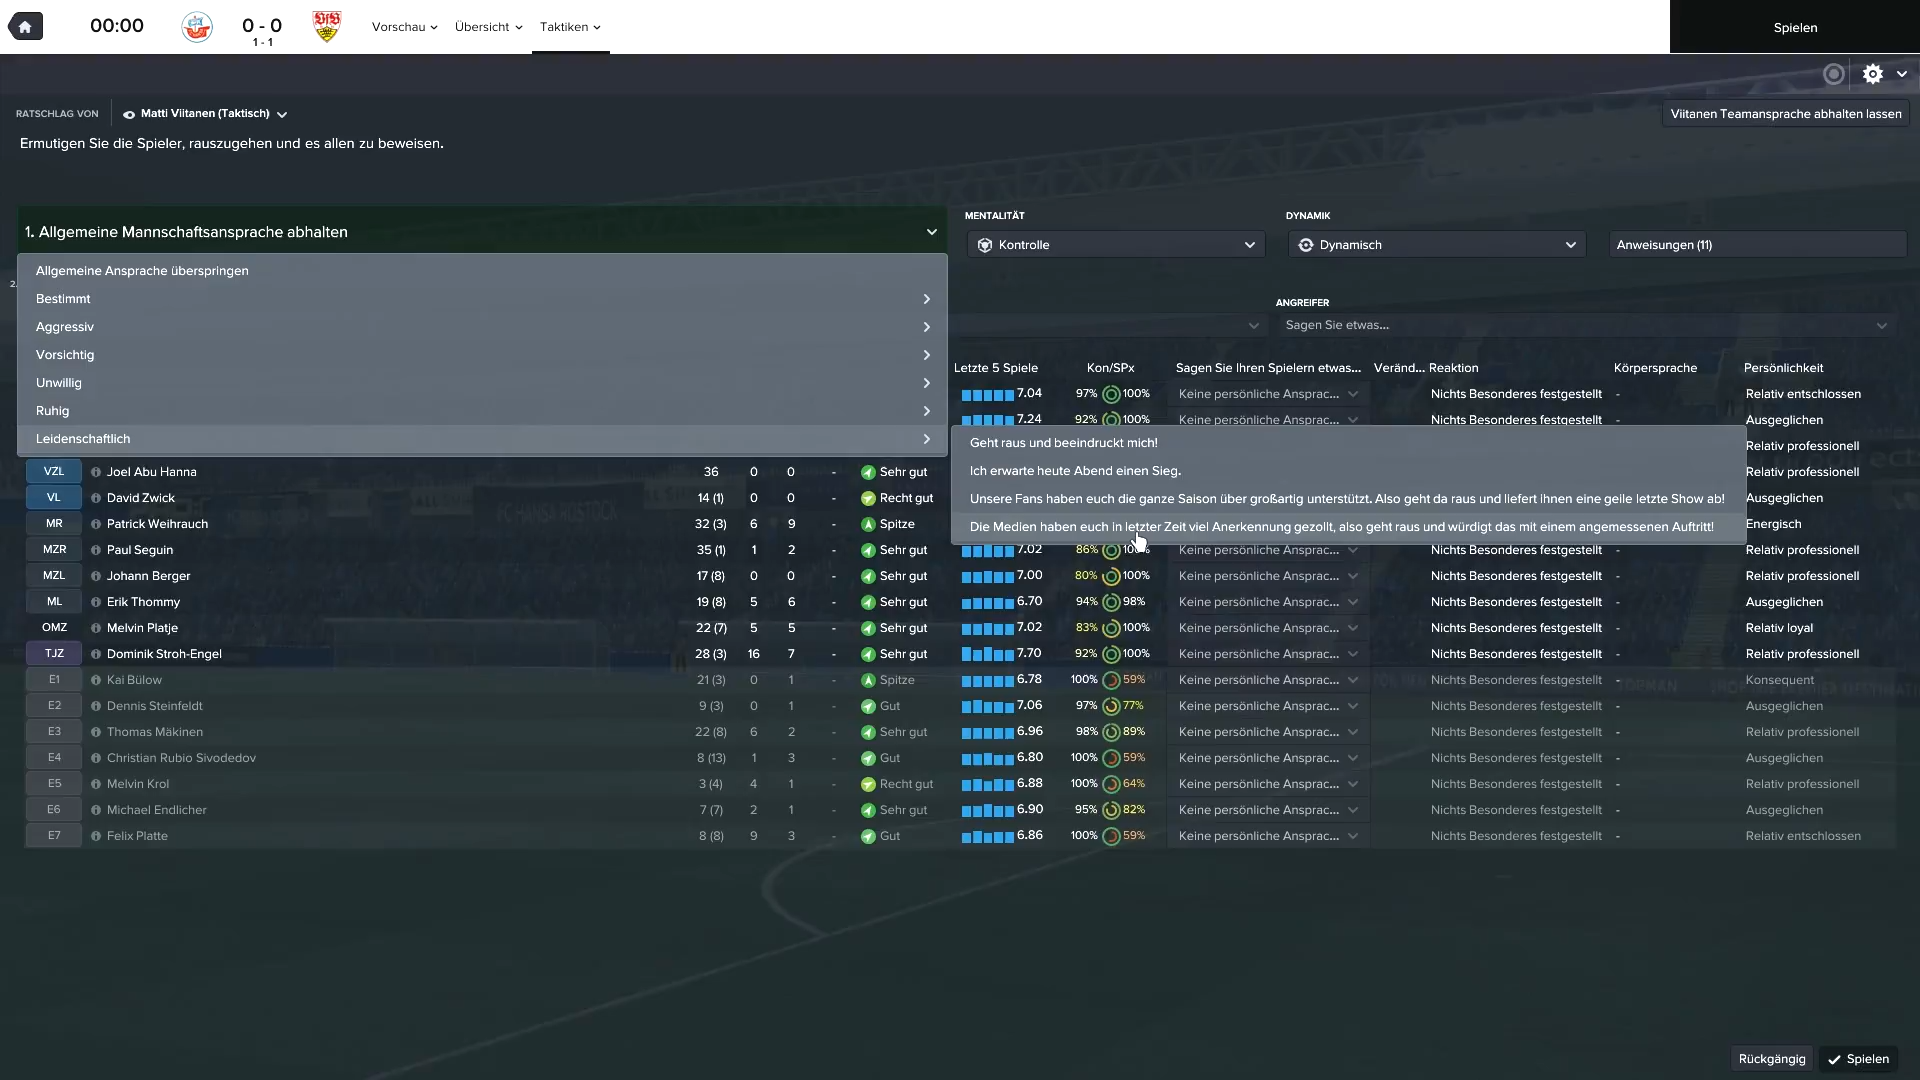 00:00 0 - 0 Vorschau Übersicht Taktiken Spielen
1 - 1
RATSCHLAG VON Matti Viitanen (Taktisch) Viitanen Teamansprache abhalten lassen
Ermutigen Sie die Spieler, rauszugehen und es allen zu beweisen.
MENTALITÄT DYNAMIK
1. Allgemeine Mannschaftsansprache abhalten Kontrolle Dynamisch Anweisungen (11)
Allgemeine Ansprache überspringen
2.
Bestimmt
ANGREIFER
Aggressiv Sagen Sie etwas...
Vorsichtig
Letzte 5 Spiele Kon/SPx Sagen Sie Ihren Spielern etwas... Veränd... Reaktion Körpersprache Persönlichkeit
Unwillig
7.04 97% 100% Keine persönliche Ansprac... Nichts Besonderes festgestellt - Relativ entschlossen
Ruhig
7.24 92% 100% Keine persönliche Ansprac... Nichts Besonderes festgestellt - Ausgeglichen
Leidenschaftlich
Geht raus und beeindruckt mich! Relativ professionell
VZL Joel Abu Hanna 36 0 0 - Sehr gut Ich erwarte heute Abend einen Sieg. Relativ professionell
VL David Zwick 14 (1) 0 0 - Recht gut Unsere Fans haben euch die ganze Saison über großartig unterstützt. Also geht da raus und liefert ihnen eine geile letzte Show ab! Ausgeglichen
MR Patrick Weihrauch 32 (3) 6 9 - Spitze Die Medien haben euch in letzter Zeit viel Anerkennung gezollt, also geht raus und würdigt das mit einem angemessenen Auftritt! Energisch
MZR Paul Seguin 35 (1) 1 2 - Sehr gut 7.02 86% 100% Keine persönliche Ansprac... Nichts Besonderes festgestellt - Relativ professionell
MZL Johann Berger 17 (8) 0 0 - Sehr gut 7.00 80% 100% Keine persönliche Ansprac... Nichts Besonderes festgestellt - Relativ professionell
ML Erik Thommy 19 (8) 5 6 - Sehr gut 6.70 94% 98% Keine persönliche Ansprac... Nichts Besonderes festgestellt - Ausgeglichen
OMZ Melvin Platje 22 (7) 5 5 - Sehr gut 7.02 83% 100% Keine persönliche Ansprac... Nichts Besonderes festgestellt - Relativ loyal
TJZ Dominik Stroh-Engel 28 (3) 16 7 - Sehr gut 7.70 92% 100% Keine persönliche Ansprac... Nichts Besonderes festgestellt - Relativ professionell
E1 Kai Bülow 21 (3) 0 1 - Spitze 6.78 100% 59% Keine persönliche Ansprac... Nichts Besonderes festgestellt - Konsequent
E2 Dennis Steinfeldt 9 (3) 0 1 - Gut 7.06 97% 77% Keine persönliche Ansprac... Nichts Besonderes festgestellt - Ausgeglichen
E3 Thomas Mäkinen 22 (8) 6 2 - Sehr gut 6.96 98% 89% Keine persönliche Ansprac... Nichts Besonderes festgestellt - Relativ professionell
E4 Christian Rubio Sivodedov 8 (13) 1 3 - Gut 6.80 100% 59% Keine persönliche Ansprac... Nichts Besonderes festgestellt - Ausgeglichen
E5 Melvin Krol 3 (4) 4 1 - Recht gut 6.88 100% 64% Keine persönliche Ansprac... Nichts Besonderes festgestellt - Relativ professionell
E6 Michael Endlicher 7 (7) 2 1 - Sehr gut 6.90 95% 82% Keine persönliche Ansprac... Nichts Besonderes festgestellt - Ausgeglichen
E7 Felix Platte 8 (8) 9 3 - Gut 6.86 100% 59% Keine persönliche Ansprac... Nichts Besonderes festgestellt - Relativ entschlossen
Rückgängig Spielen